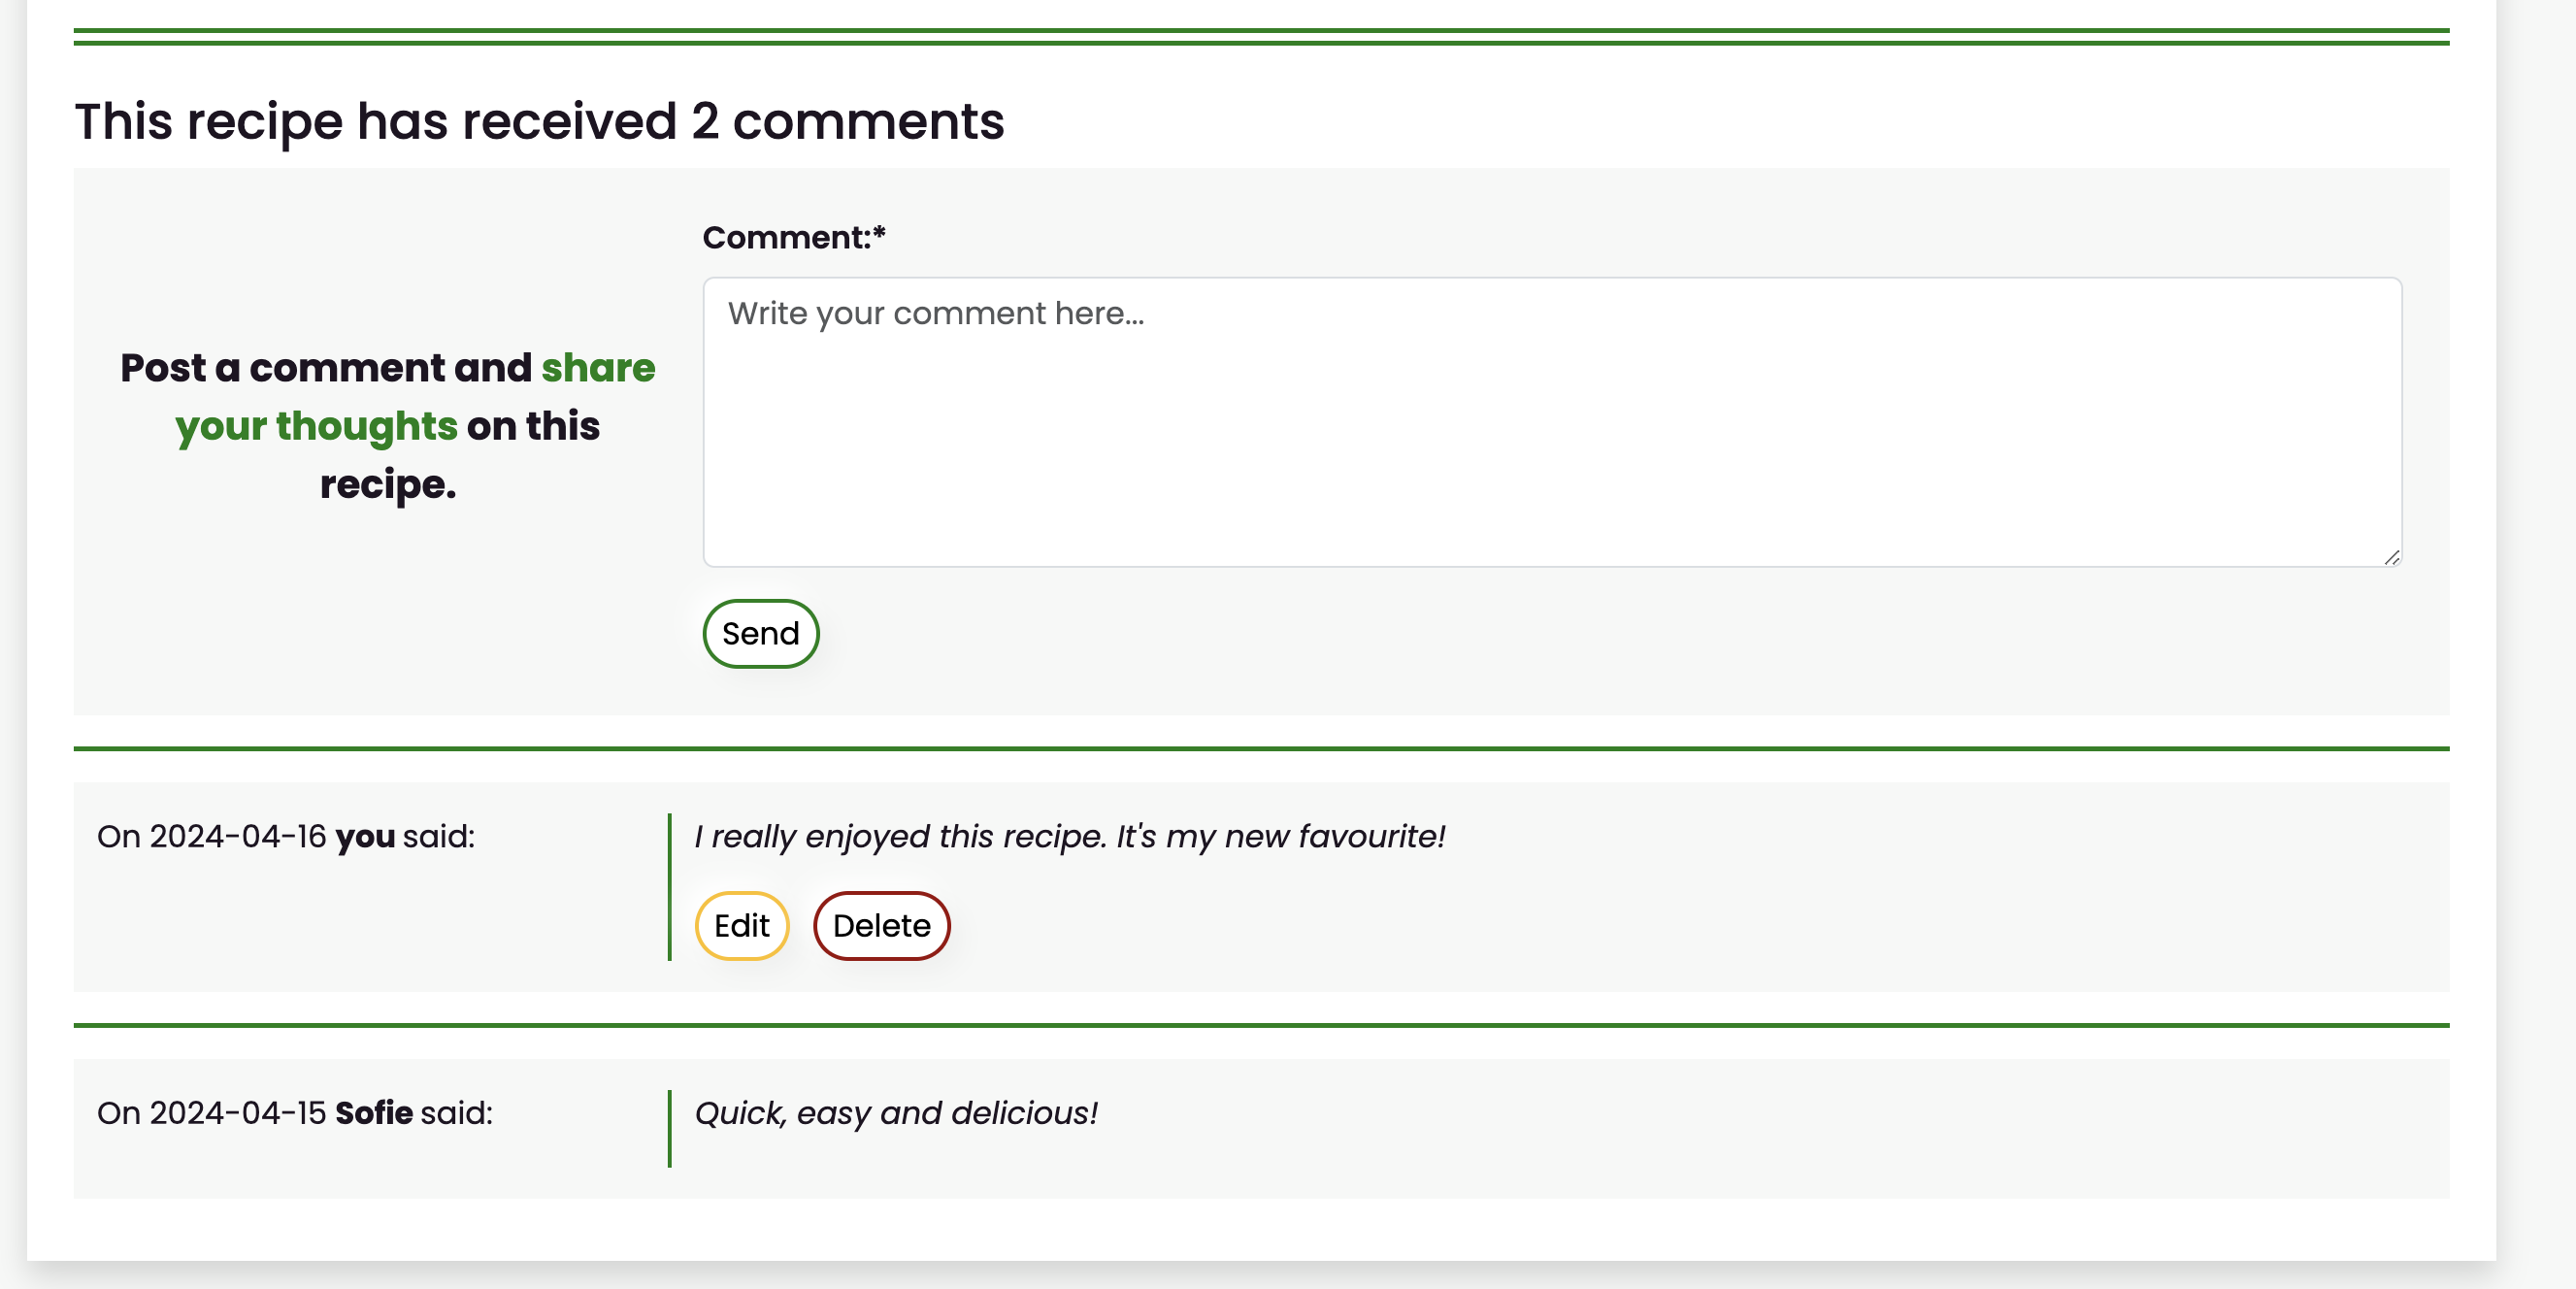 This recipe has received 2 comments
Comment:*
Write your comment here...
Post a comment and share
your thoughts on this
recipe.
Send
On 2024-04-16 you said:
I really enjoyed this recipe. It's my new favourite!
Edit Delete
On 2024-04-15 Sofie said:
Quick, easy and delicious!